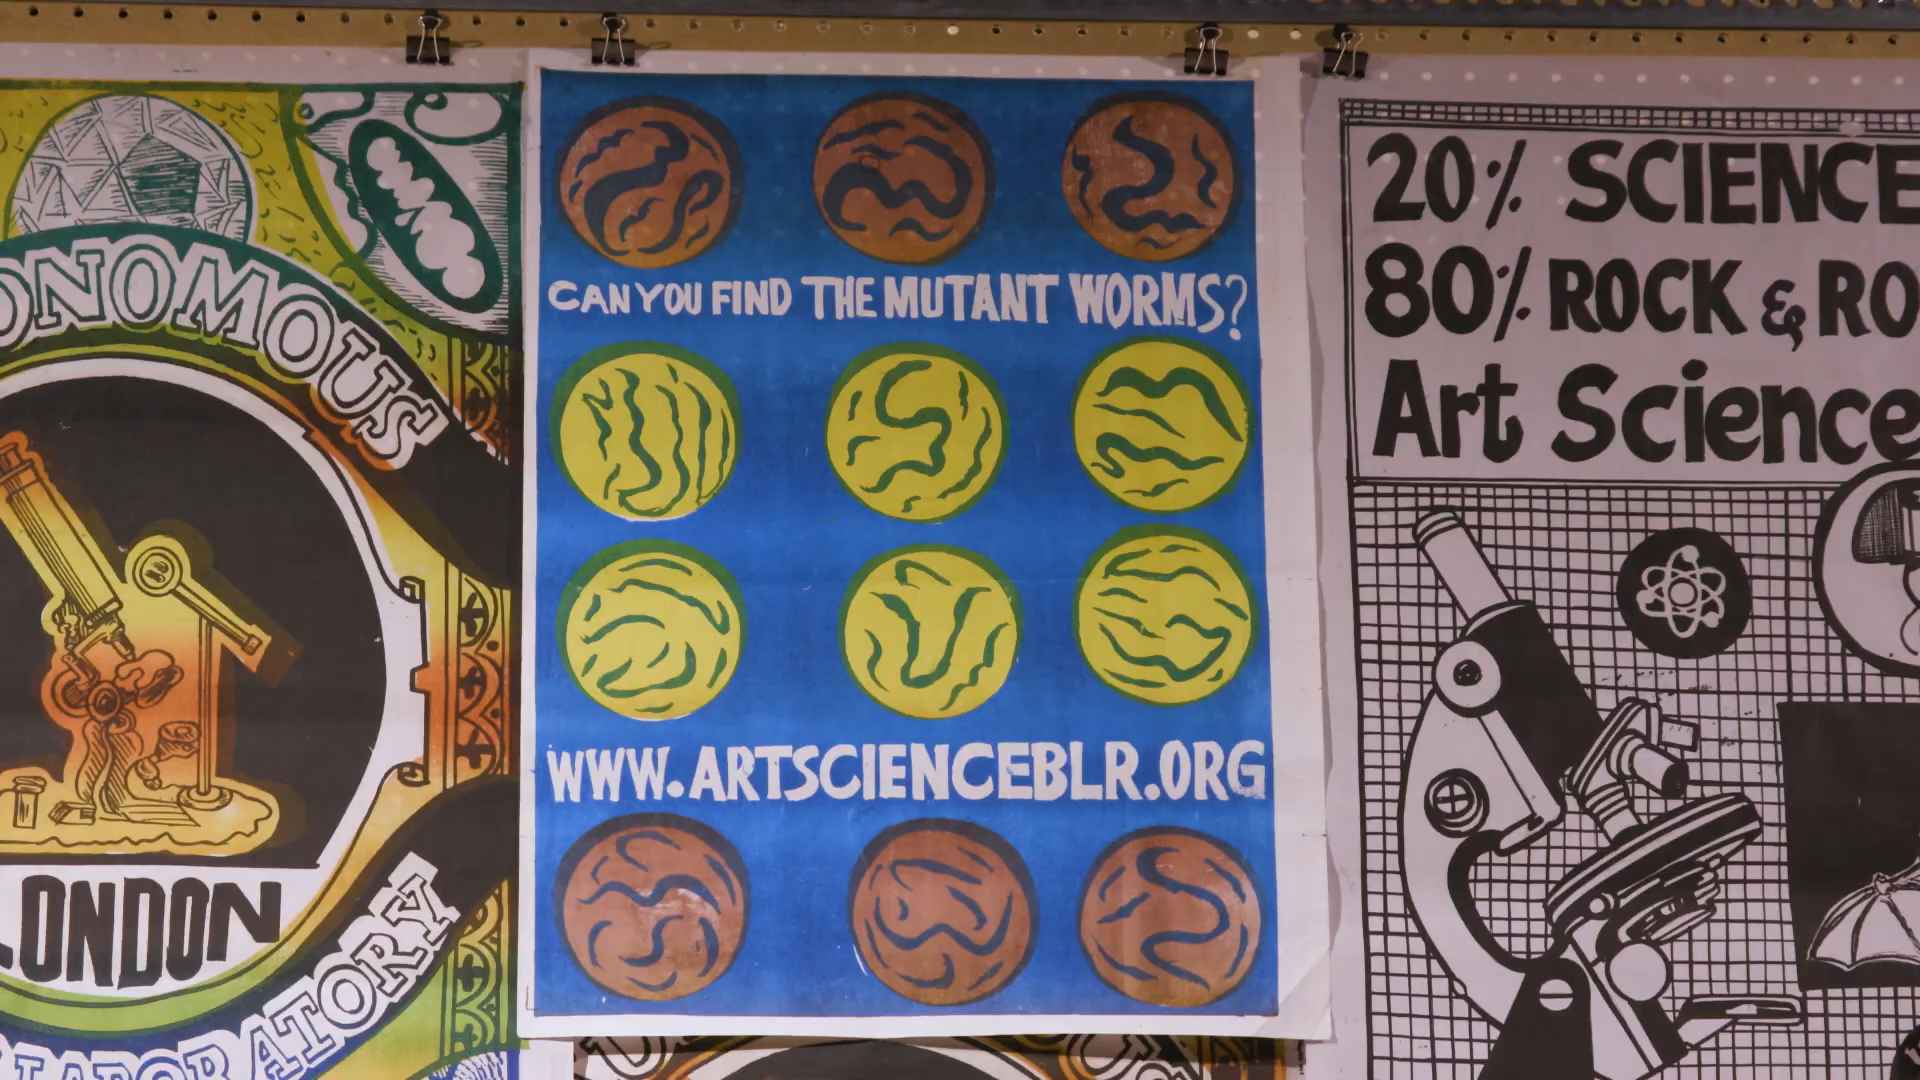 ONOMOUS
LONDON
LABORATORY
CAN YOU FIND THE MUTANT WORMS?
WWW.ARTSCIENCEBLR.ORG
20% SCIENCE
80% ROCK & RO
Art Science